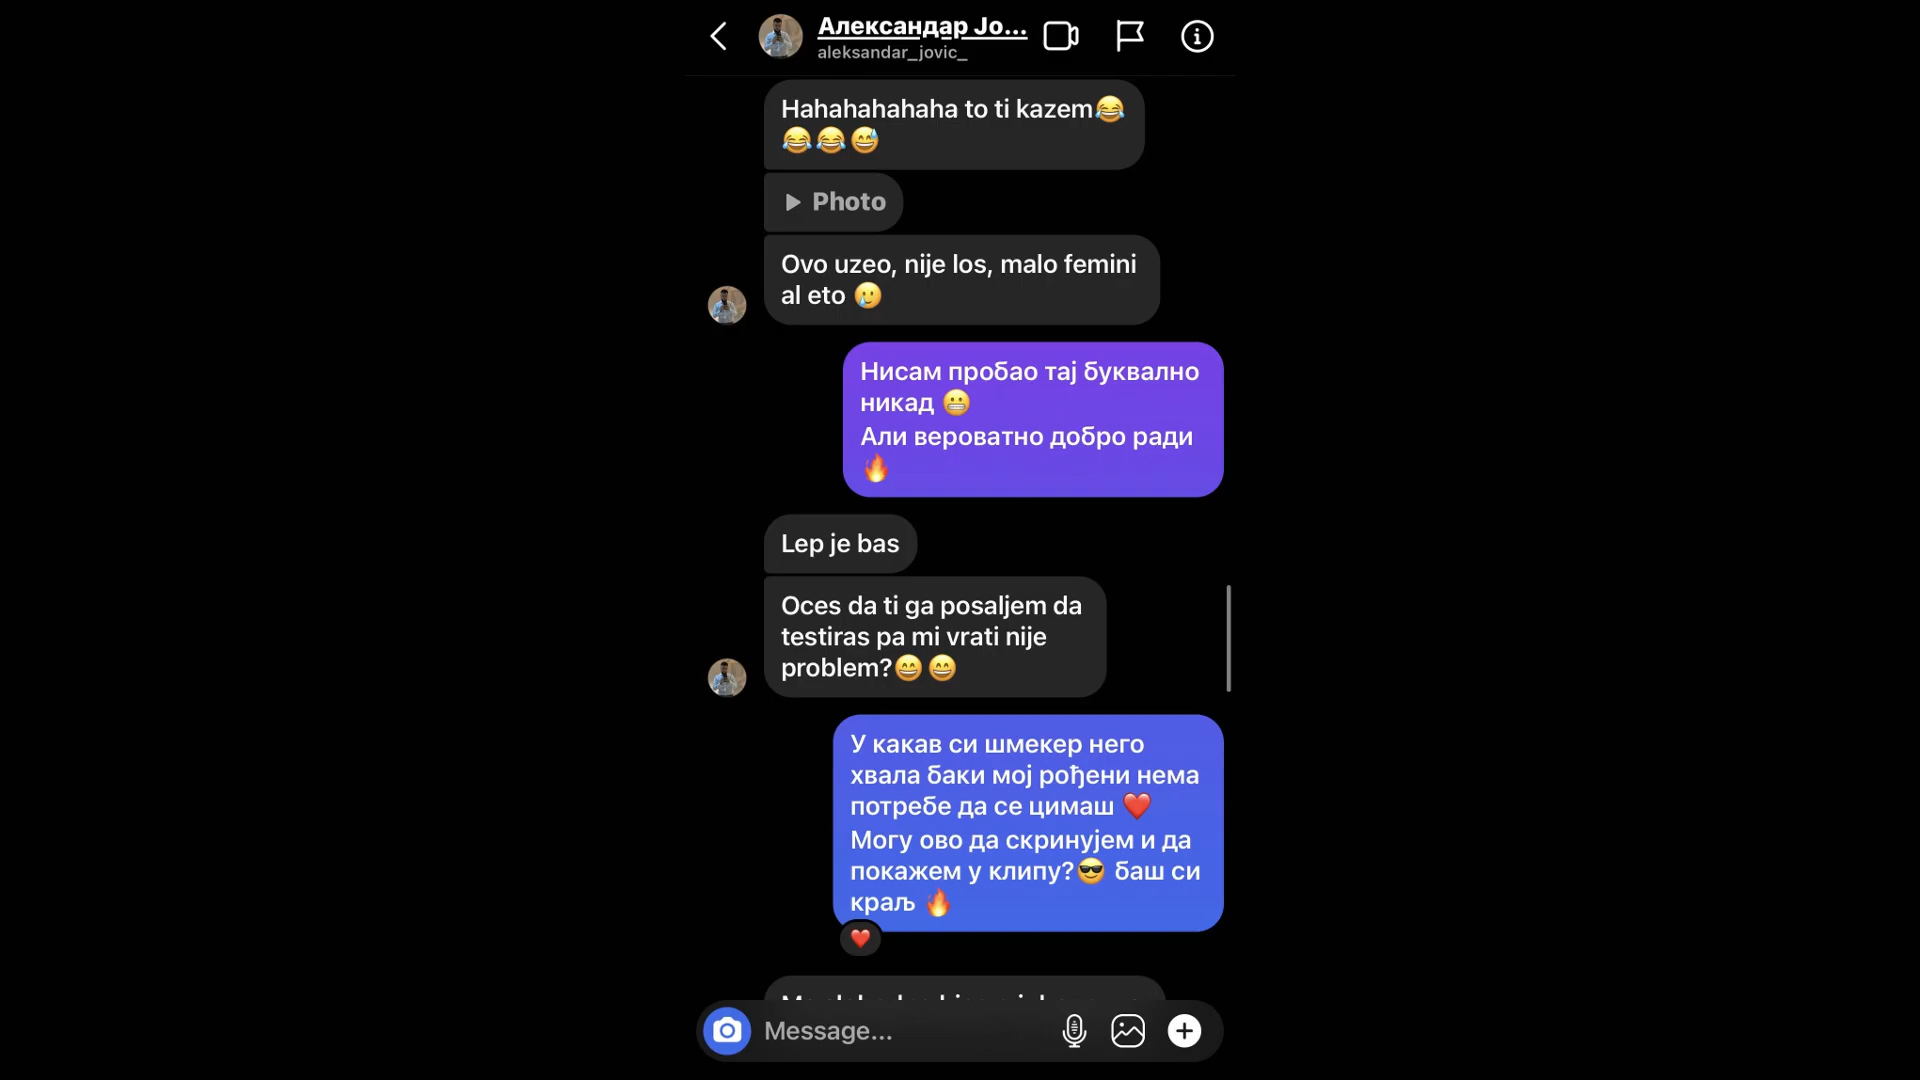 Александар Јо...
aleksandar_jovic_
Hahahahahaha to ti kazem😂
😂😂😅
Photo
Ovo uzeo, nije los, malo femini
al eto 🥲
Нисам пробао тај буквално
никад 😬
Али вероватно добро ради
🔥
Lep je bas
Oces da ti ga posaljem da
testiras pa mi vrati nije
problem?😄😄
У какав си шмекер него
хвала баки мој рођени нема
потребе да се цимаш ❤️
Могу ово да скринујем и да
покажем у клипу?😎 баш си
краљ 🔥
❤️
Message...